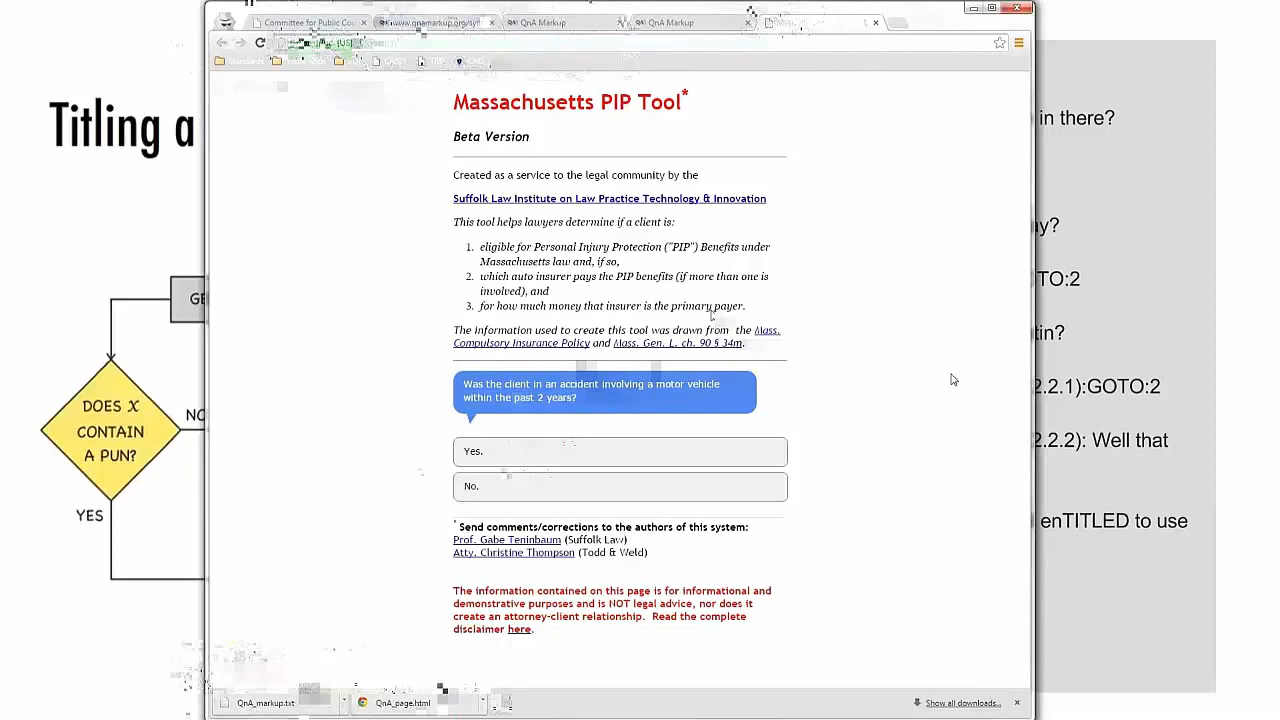 Committee for Public Cou
www.qnamarkup.org/syn
QnA Markup
QnA Markup
[US]
Titling a
in there?
GE
DOES X
CONTAIN
A PUN?
NO
YES
TO:2
2.2.1):GOTO:2
2.2.2): Well that
enTITLED to use
Massachusetts PIP Tool*
Beta Version
Created as a service to the legal community by the
Suffolk Law Institute on Law Practice Technology & Innovation
This tool helps lawyers determine if a client is:
1. eligible for Personal Injury Protection ("PIP") Benefits under
Massachusetts law and, if so,
2. which auto insurer pays the PIP benefits (if more than one is
involved), and
3. for how much money that insurer is the primary payer.
The information used to create this tool was drawn from the Mass.
Compulsory Insurance Policy and Mass. Gen. L. ch. 90 § 34m.
Was the client in an accident involving a motor vehicle
within the past 2 years?
Yes.
No.
* Send comments/corrections to the authors of this system:
Prof. Gabe Teninbaum (Suffolk Law)
Atty. Christine Thompson (Todd & Weld)
The information contained on this page is for informational and
demonstrative purposes and is NOT legal advice, nor does it
create an attorney-client relationship. Read the complete
disclaimer here.
QnA_markup.txt
QnA_page.html
Show all downloads...